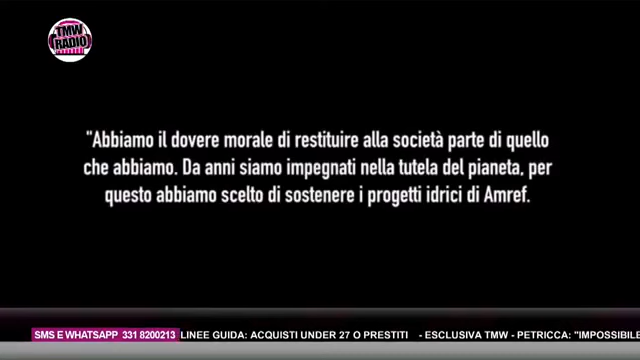 TMW
RADIO
"Abbiamo il dovere morale di restituire alla società parte di quello
che abbiamo. Da anni siamo impegnati nella tutela del pianeta, per
questo abbiamo scelto di sostenere i progetti idrici di Amref.
SMS E WHATSAPP 331 8200213 LINEE GUIDA: ACQUISTI UNDER 27 O PRESTITI - ESCLUSIVA TMW - PETRICCA: "IMPOSSIBILE